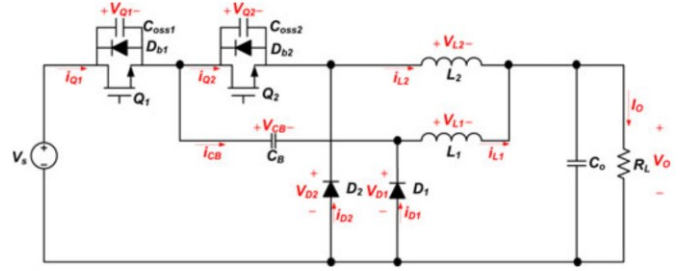 +VQ1− +VQ2−
Coss1 Coss2
Db1 Db2 +VL2−
iQ1 iQ2 iL2 L2
Q1 Q2 IO
+VCB− +VL1−
Vs iCB CB L1 iL1 + Co RL VO −
+ VD2 − D2 + VD1 − D1
iD2 iD1